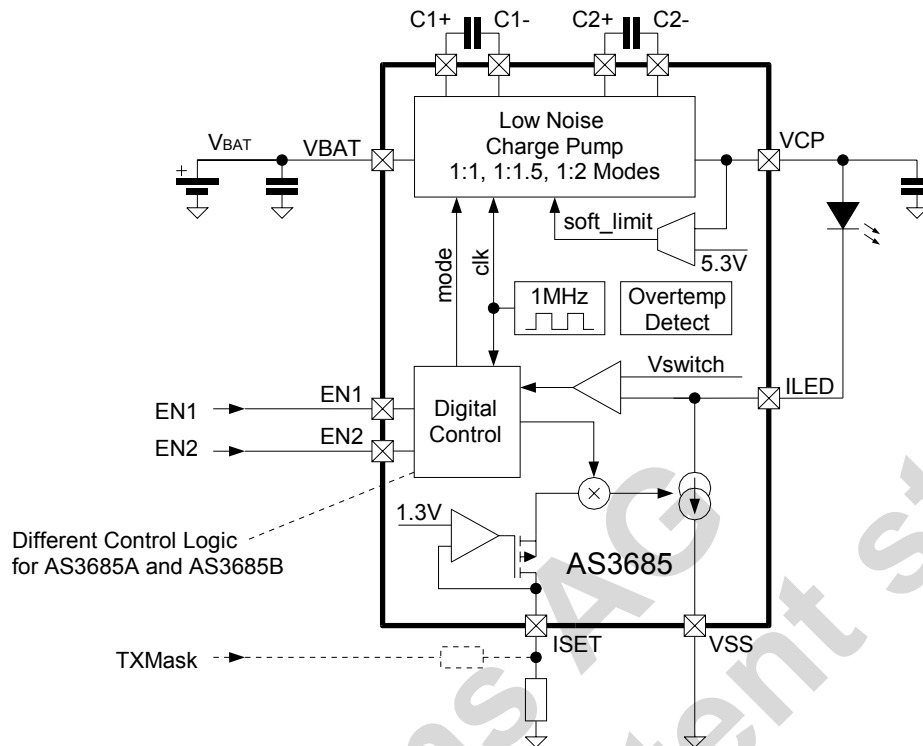 C1+ C1- C2+ C2-
Low Noise
Charge Pump
1:1, 1:1.5, 1:2 Modes
VBAT VBAT VCP
+
soft_limit
5.3V
mode
clk
1MHz
Overtemp
Detect
Vswitch
ILED
EN1 EN1
EN2 EN2
Digital
Control
×
1.3V
Different Control Logic
for AS3685A and AS3685B
AS3685
ISET VSS
TXMask